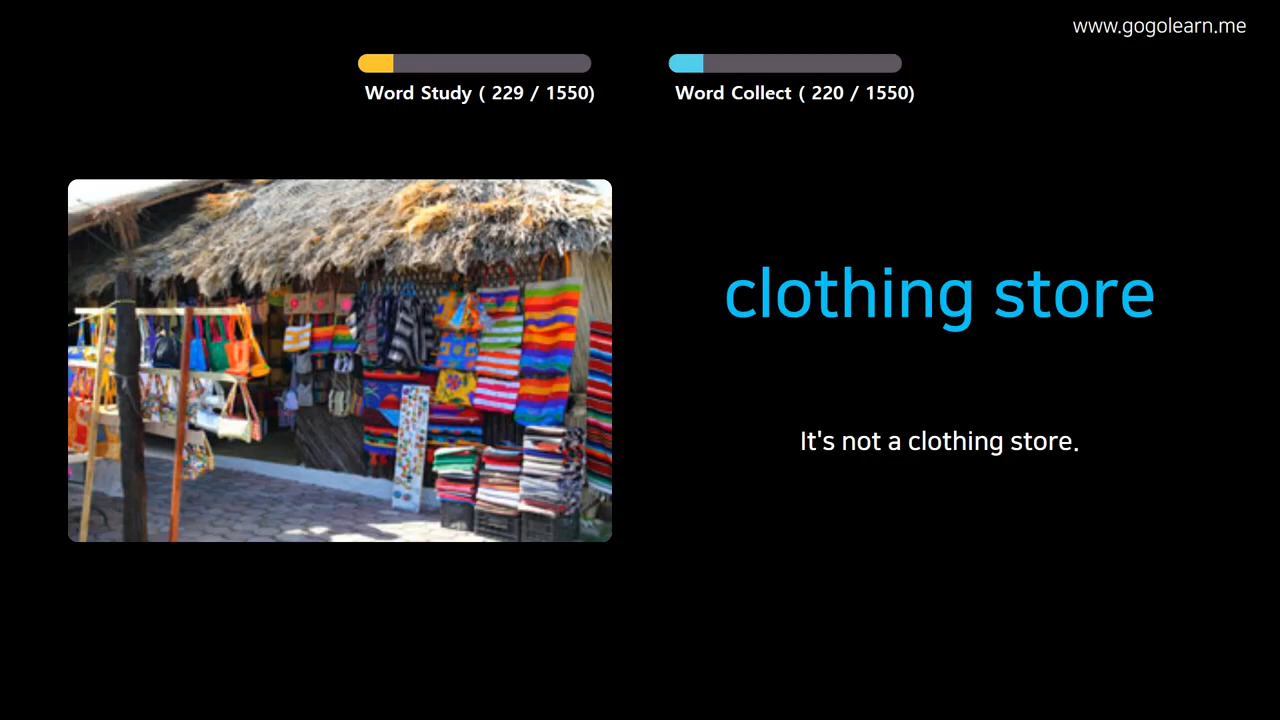 www.gogolearn.me
Word Study ( 229 / 1550)
Word Collect ( 220 / 1550)
clothing store
It's not a clothing store.